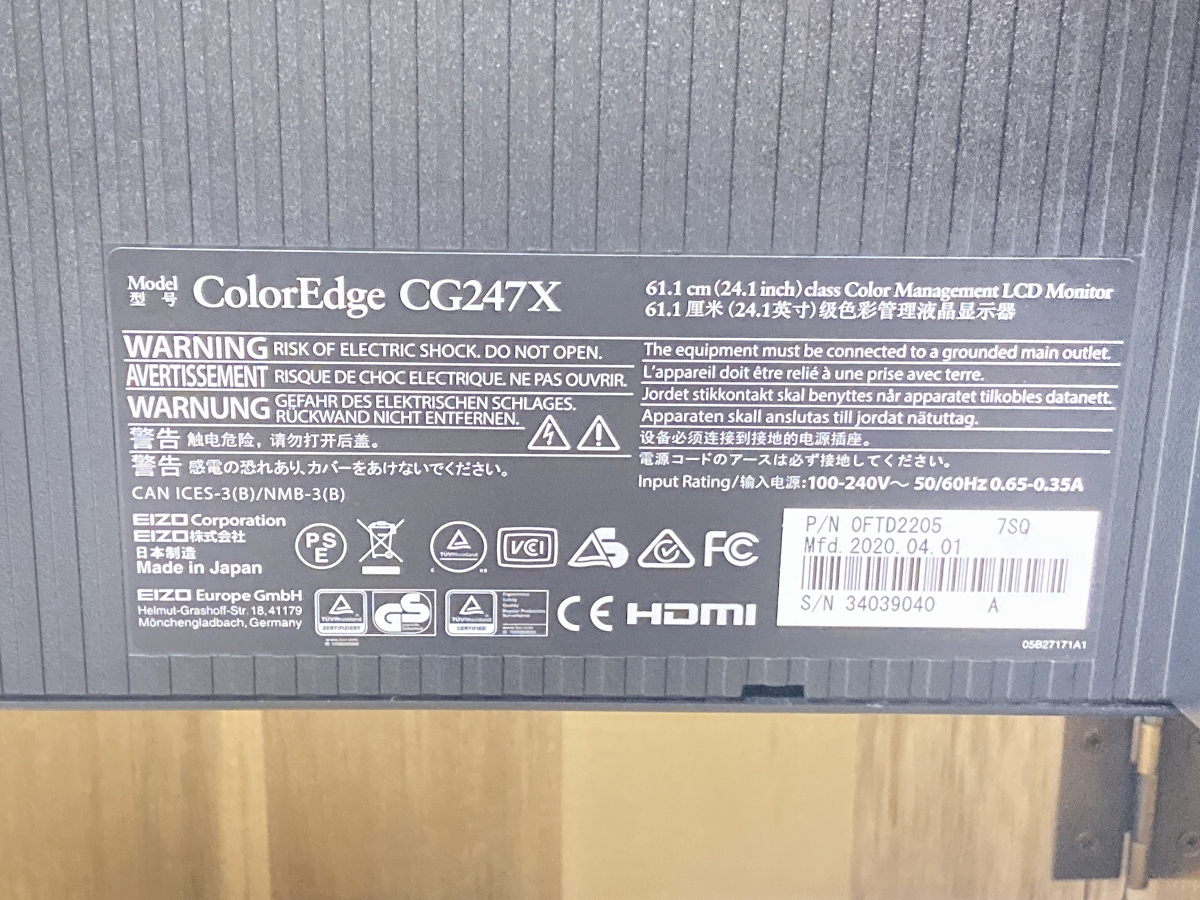 Model
型 号
ColorEdge CG247X
61.1 cm (24.1 inch) class Color Management LCD Monitor
61.1 厘米 (24.1英寸) 级色彩管理液晶显示器
WARNING RISK OF ELECTRIC SHOCK. DO NOT OPEN.
AVERTISSEMENT RISQUE DE CHOC ELECTRIQUE. NE PAS OUVRIR.
WARNUNG GEFAHR DES ELEKTRISCHEN SCHLAGES.
RÜCKWAND NICHT ENTFERNEN.
警告 触电危险，请勿打开后盖。
警告 感電の恐れあり、カバーをあけないでください。
CAN ICES-3(B)/NMB-3(B)
The equipment must be connected to a grounded main outlet.
L'appareil doit être relié à une prise avec terre.
Jordet stikkontakt skal benyttes når apparatet tilkobles datanett.
Apparaten skall anslutas till jordat nätuttag.
设备必须连接到接地的电源插座。
電源コードのアースは必ず接地してください。
Input Rating/输入电源:100-240V～ 50/60Hz 0.65-0.35A
EIZO Corporation
EIZO株式会社
日本制造
Made in Japan
PS
E
TÜVRheinland
VCCI
FC
EIZO Europe GmbH
Helmut-Grashoff-Str. 18, 41179
Mönchengladbach, Germany
TÜVRheinland
ZERTIFIZIERT
GS
TÜVRheinland
CERTIFIED
CE
HDMI
P/N 0FTD2205 7SQ
Mfd. 2020.04.01
S/N 34039040 A
05B27171A1